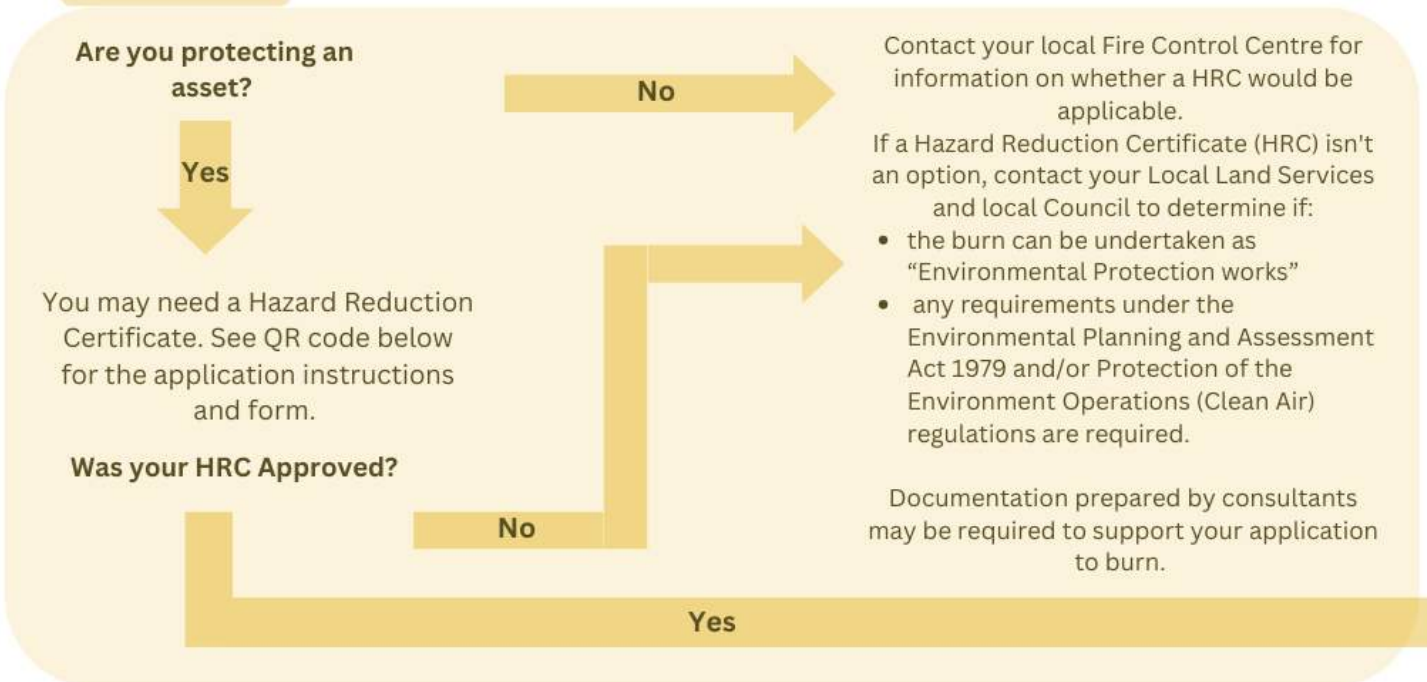 Are you protecting an
asset?
No
Yes
You may need a Hazard Reduction
Certificate. See QR code below
for the application instructions
and form.
Was your HRC Approved?
No
Yes
Contact your local Fire Control Centre for
information on whether a HRC would be
applicable.
If a Hazard Reduction Certificate (HRC) isn't
an option, contact your Local Land Services
and local Council to determine if:
• the burn can be undertaken as
“Environmental Protection works”
• any requirements under the
Environmental Planning and Assessment
Act 1979 and/or Protection of the
Environment Operations (Clean Air)
regulations are required.
Documentation prepared by consultants
may be required to support your application
to burn.